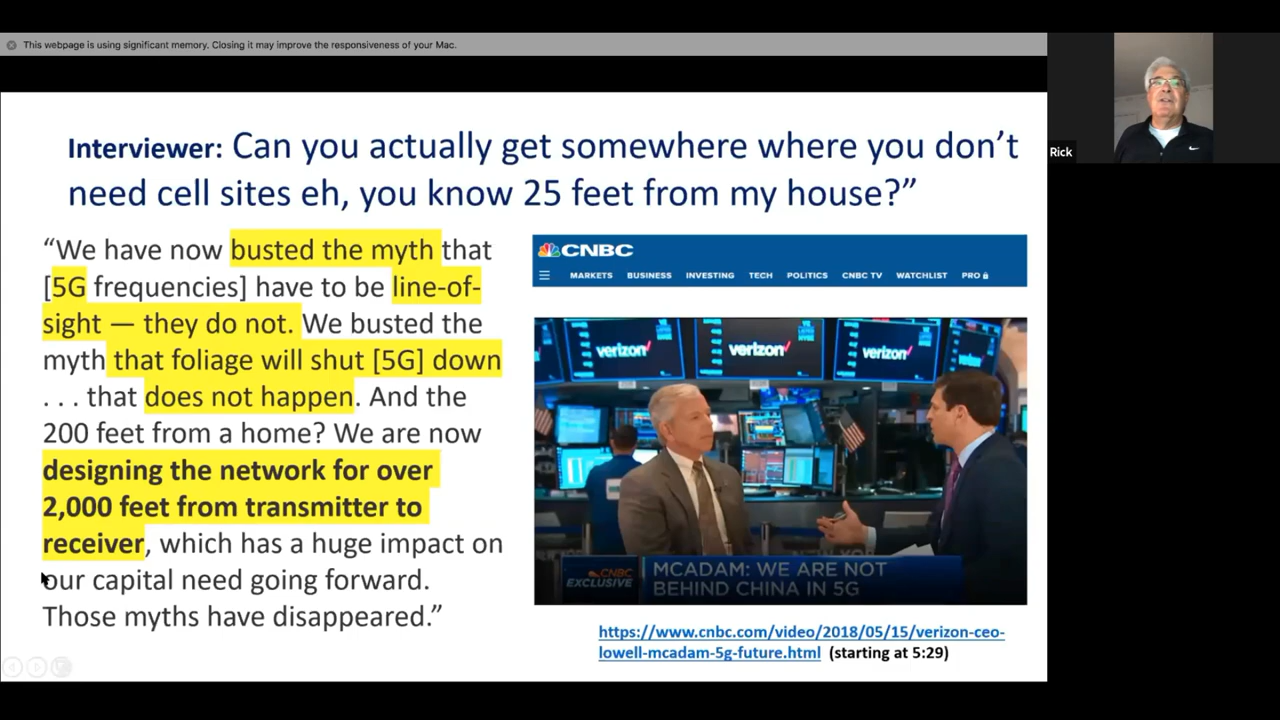 This webpage is using significant memory. Closing it may improve the responsiveness of your Mac.
Rick
Interviewer: Can you actually get somewhere where you don't
need cell sites eh, you know 25 feet from my house?”
“We have now busted the myth that
[5G frequencies] have to be line-of-
sight — they do not. We busted the
myth that foliage will shut [5G] down
. . . that does not happen. And the
200 feet from a home? We are now
designing the network for over
2,000 feet from transmitter to
receiver, which has a huge impact on
our capital need going forward.
Those myths have disappeared.”
CNBC
MARKETS BUSINESS INVESTING TECH POLITICS CNBC TV WATCHLIST PRO
verizon verizon verizon
CNBC
EXCLUSIVE
MCADAM: WE ARE NOT
BEHIND CHINA IN 5G
https://www.cnbc.com/video/2018/05/15/verizon-ceo-
lowell-mcadam-5g-future.html (starting at 5:29)